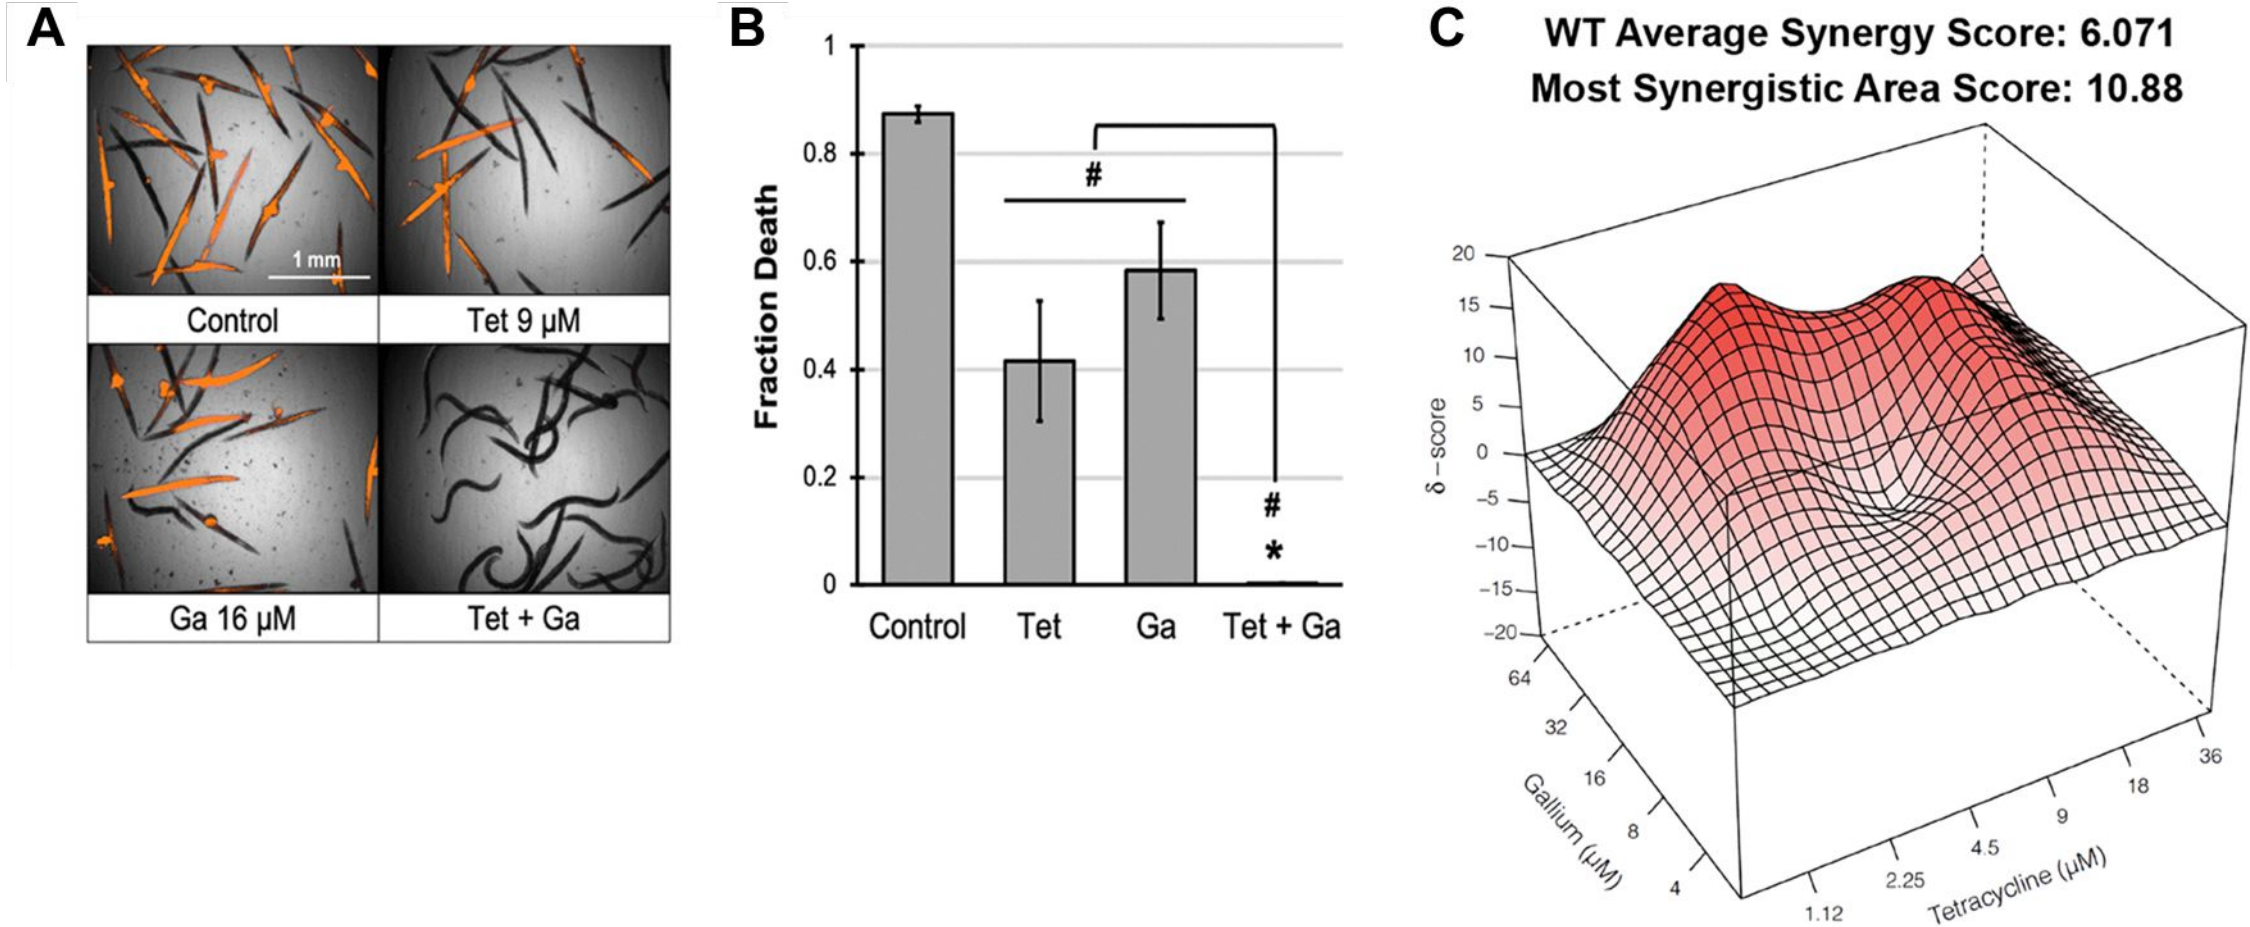 A
1 mm
Control
Tet 9 µM
Ga 16 µM
Tet + Ga
B
Fraction Death
1
0.8
0.6
0.4
0.2
0
#
#
*
Control
Tet
Ga
Tet + Ga
C
WT Average Synergy Score: 6.071
Most Synergistic Area Score: 10.88
δ−score
20
15
10
5
0
−5
−10
−15
−20
64
32
16
8
4
Gallium (µM)
1.12
2.25
4.5
9
18
36
Tetracycline (µM)